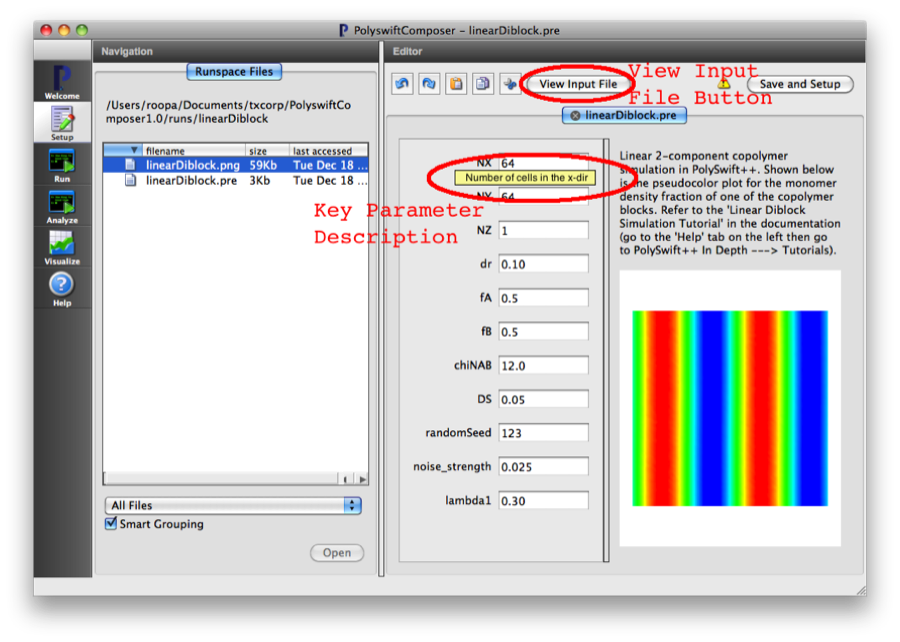 PolyswiftComposer - linearDiblock.pre
Navigation
Editor
Runspace Files
View Input File
View Input
File Button
Save and Setup
Welcome
Setup
Run
Analyze
Visualize
Help
/Users/roopa/Documents/txcorp/PolyswiftCo
mposer1.0/runs/linearDiblock
filename size last accessed
linearDiblock.png 59Kb Tue Dec 18 ...
linearDiblock.pre 3Kb Tue Dec 18 ...
All Files
Smart Grouping
Open
linearDiblock.pre
NX 64
Number of cells in the x-dir
NY 64
Key Parameter
Description
NZ 1
dr 0.10
fA 0.5
fB 0.5
chiNAB 12.0
DS 0.05
randomSeed 123
noise_strength 0.025
lambda1 0.30
Linear 2-component copolymer
simulation in PolySwift++. Shown below
is the pseudocolor plot for the monomer
density fraction of one of the copolymer
blocks. Refer to the 'Linear Diblock
Simulation Tutorial' in the documentation
(go to the 'Help' tab on the left then go
to PolySwift++ In Depth ---> Tutorials).